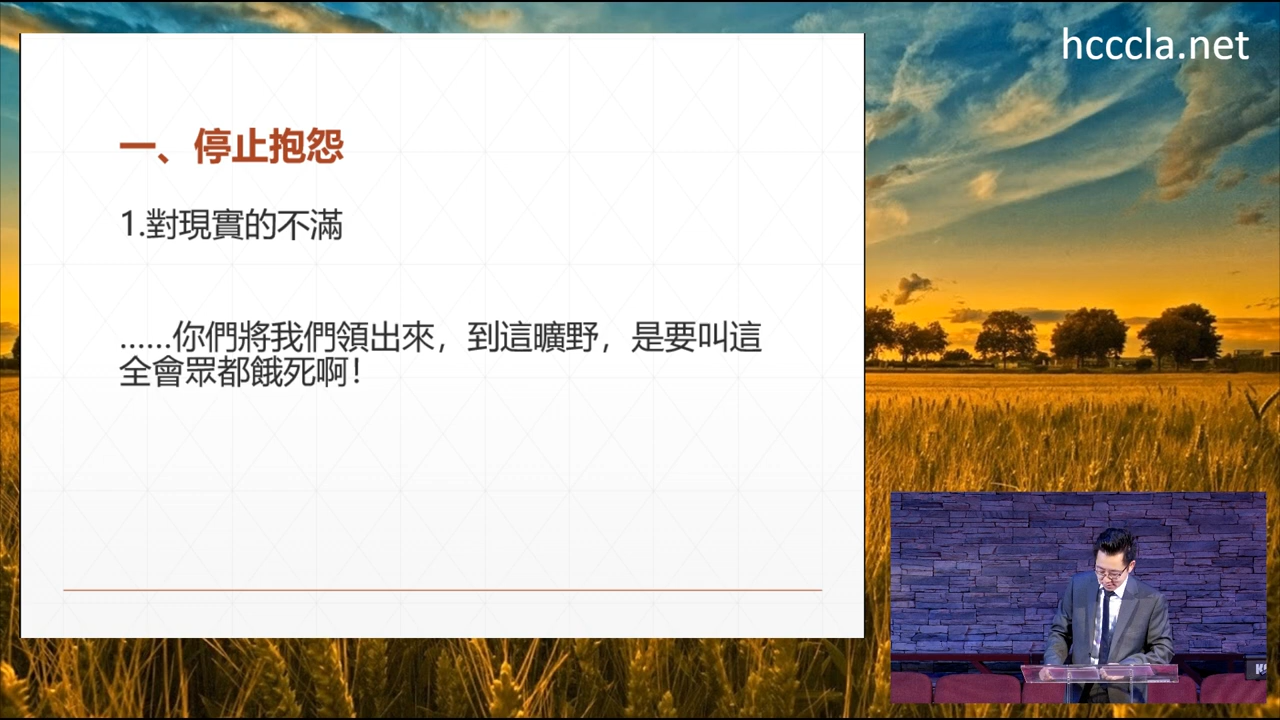 hcccla.net
一、停止抱怨
1.對現實的不滿
......你們將我們領出來，到這曠野，是要叫這
全會眾都餓死啊！